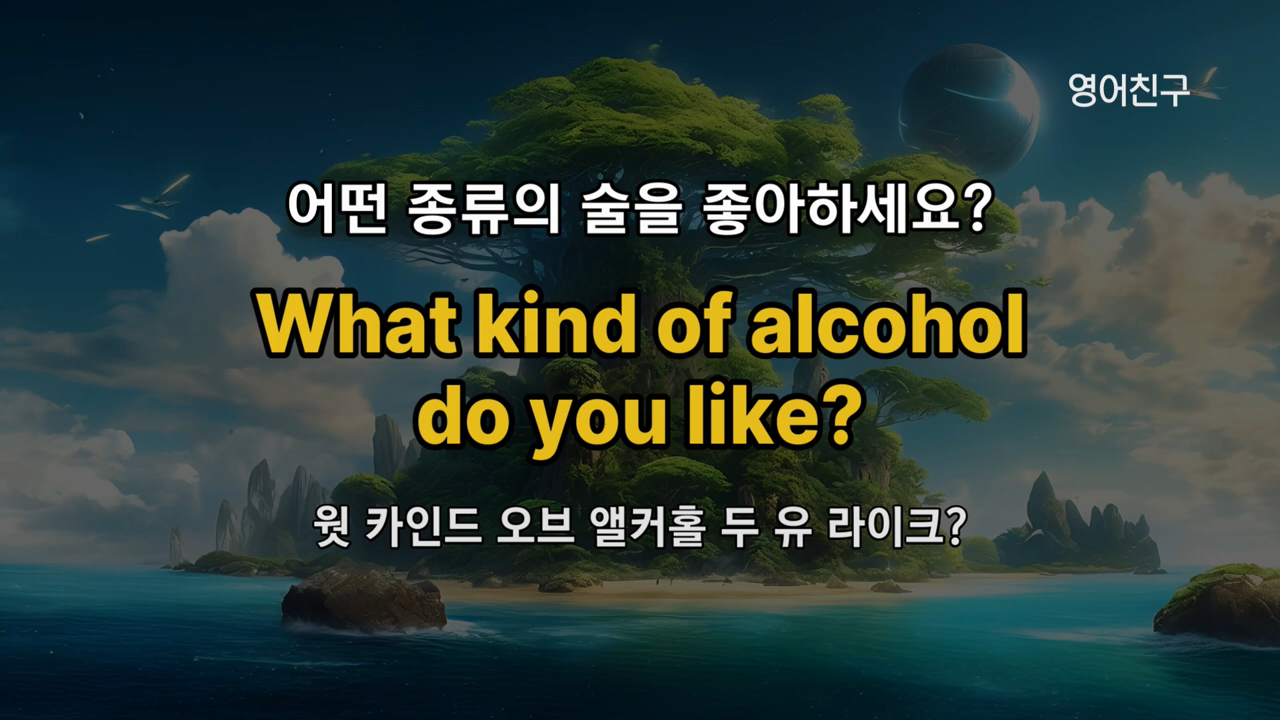 영어친구
어떤 종류의 술을 좋아하세요?
What kind of alcohol
do you like?
웟 카인드 오브 앨커홀 두 유 라이크?